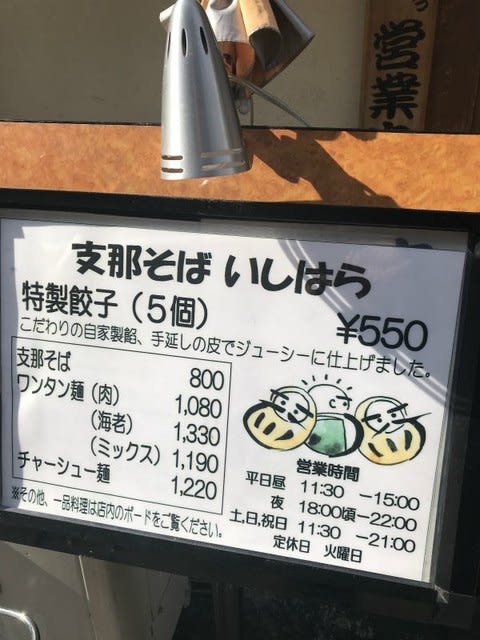 営業
支那そば いしはら
特製餃子（5個） ¥550
こだわりの自家製餡、手延しの皮でジューシーに仕上げました。
支那そば 800
ワンタン麺（肉） 1,080
（海老） 1,330
（ミックス） 1,190
チャーシュー麺 1,220
※その他、一品料理は店内のボードをご覧ください。
営業時間
平日昼 11:30 －15:00
夜 18:00頃－22:00
土,日,祝日 11:30 －21:00
定休日 火曜日